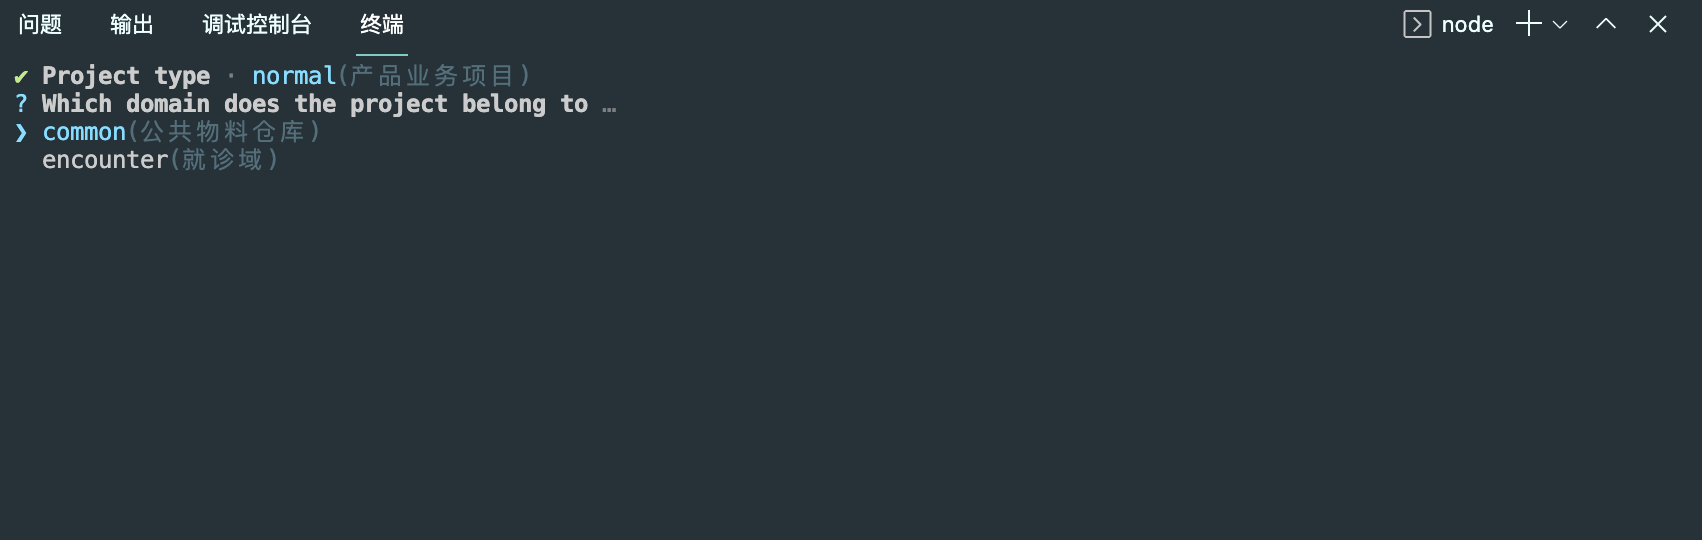 问题 输出 调试控制台 终端 node
✔ Project type · normal(产品业务项目)
? Which domain does the project belong to …
❯ common(公共物料仓库)
encounter(就诊域)